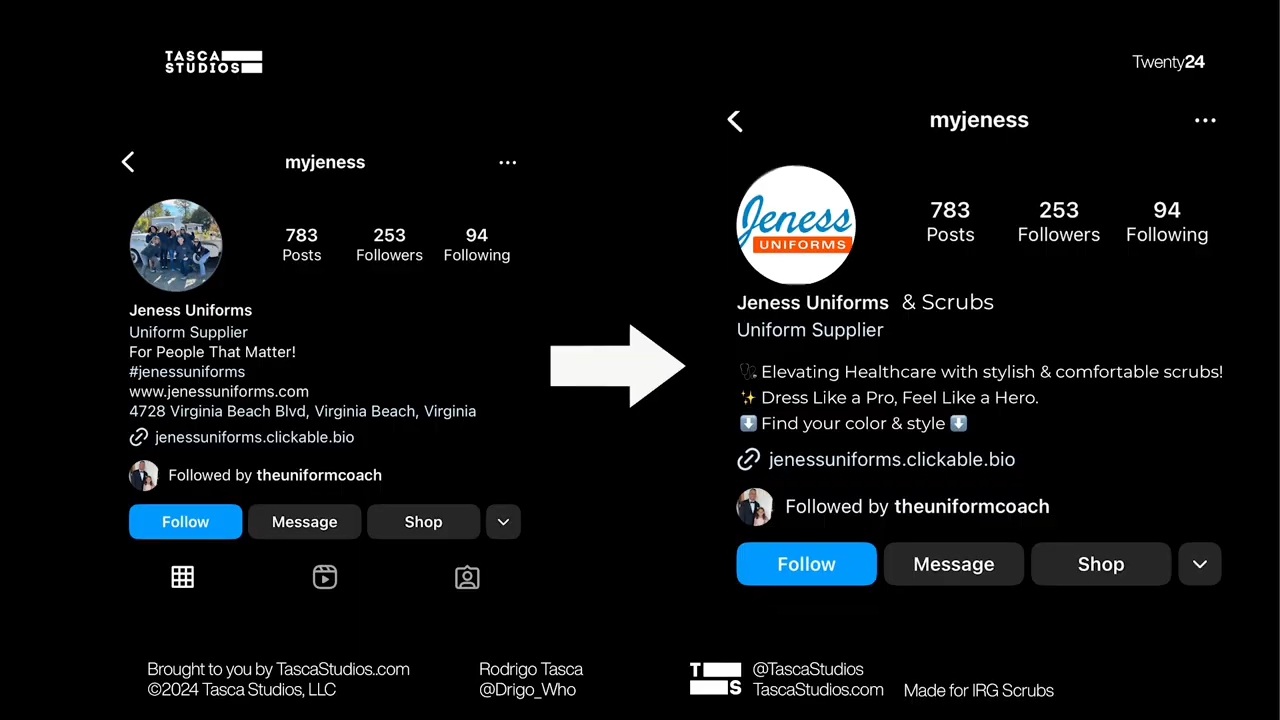 TASCA
STUDIOS
Twenty24
myjeness
783
Posts
253
Followers
94
Following
Jeness Uniforms
Uniform Supplier
For People That Matter!
#jenessuniforms
www.jenessuniforms.com
4728 Virginia Beach Blvd, Virginia Beach, Virginia
jenessuniforms.clickable.bio
Followed by theuniformcoach
Follow
Message
Shop
myjeness
Jeness
UNIFORMS
783
Posts
253
Followers
94
Following
Jeness Uniforms & Scrubs
Uniform Supplier
🩺 Elevating Healthcare with stylish & comfortable scrubs!
✨ Dress Like a Pro, Feel Like a Hero.
⬇️ Find your color & style ⬇️
jenessuniforms.clickable.bio
Followed by theuniformcoach
Follow
Message
Shop
Brought to you by TascaStudios.com
©2024 Tasca Studios, LLC
Rodrigo Tasca
@Drigo_Who
T
S
@TascaStudios
TascaStudios.com
Made for IRG Scrubs